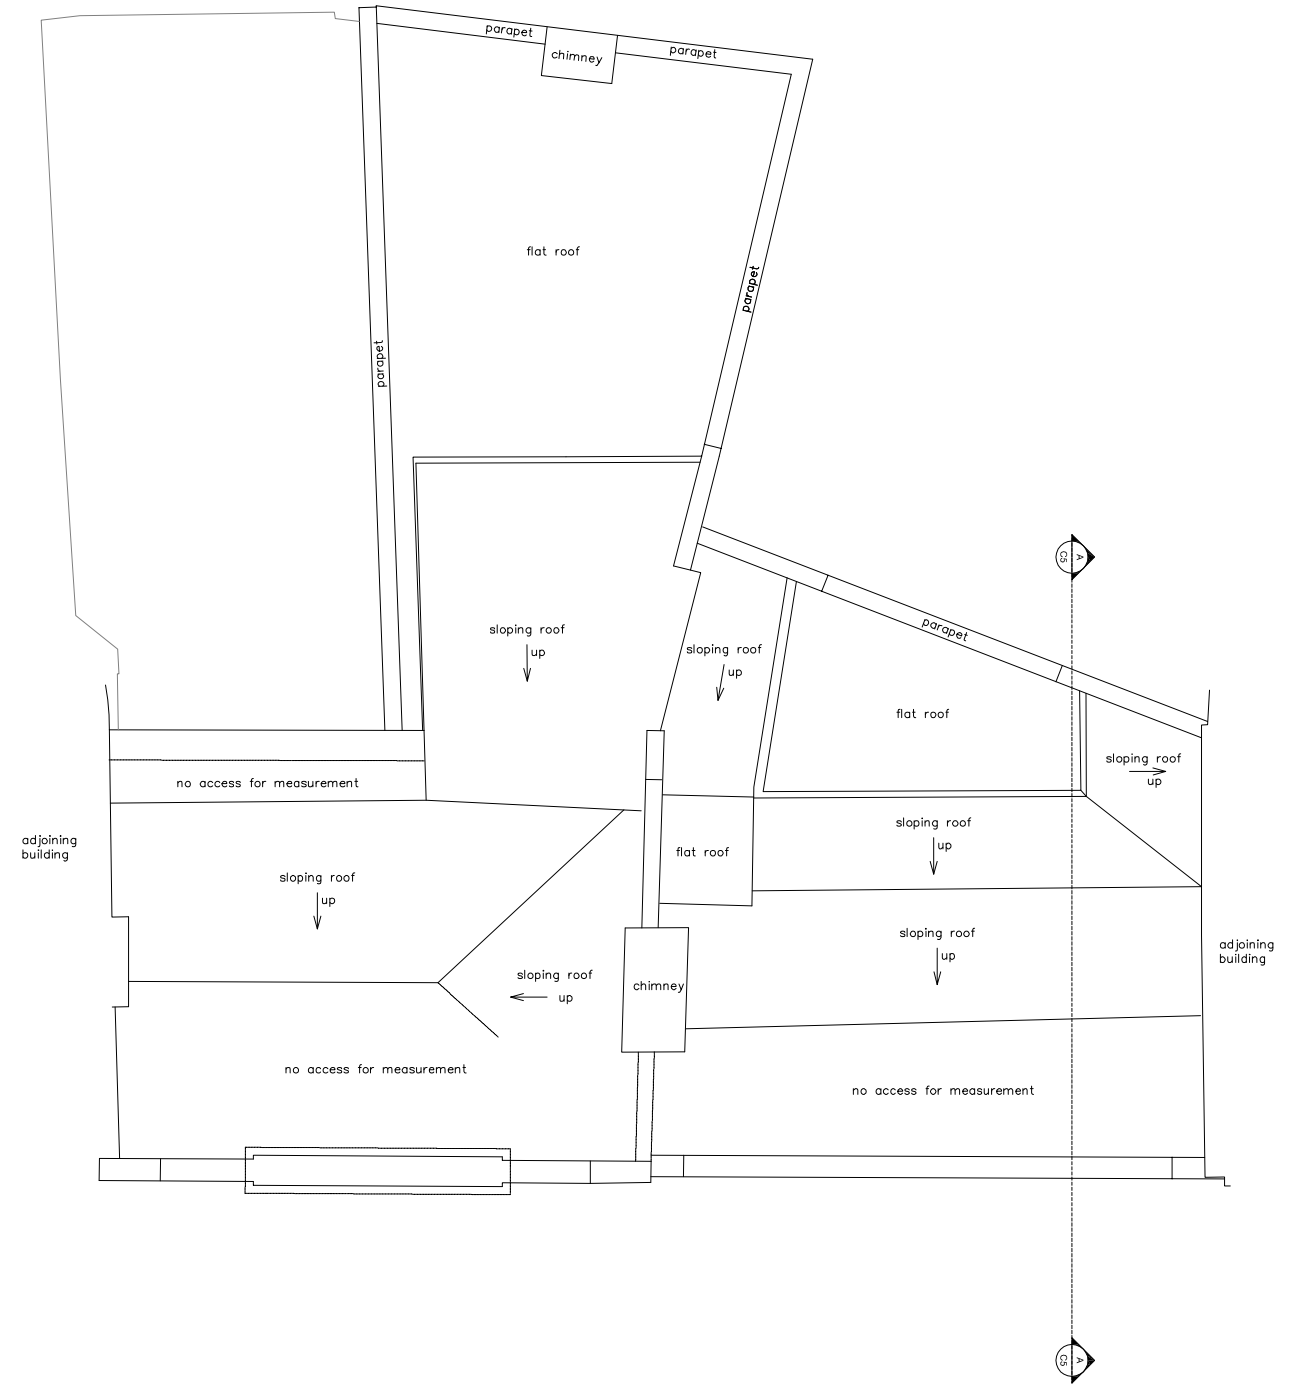 parapet
chimney
parapet
flat roof
parapet
parapet
A
C5
sloping roof
up
sloping roof
up
parapet
flat roof
sloping roof
up
no access for measurement
adjoining
building
sloping roof
up
flat roof
sloping roof
up
sloping roof
up
adjoining
building
sloping roof
up
chimney
no access for measurement
no access for measurement
A
C5